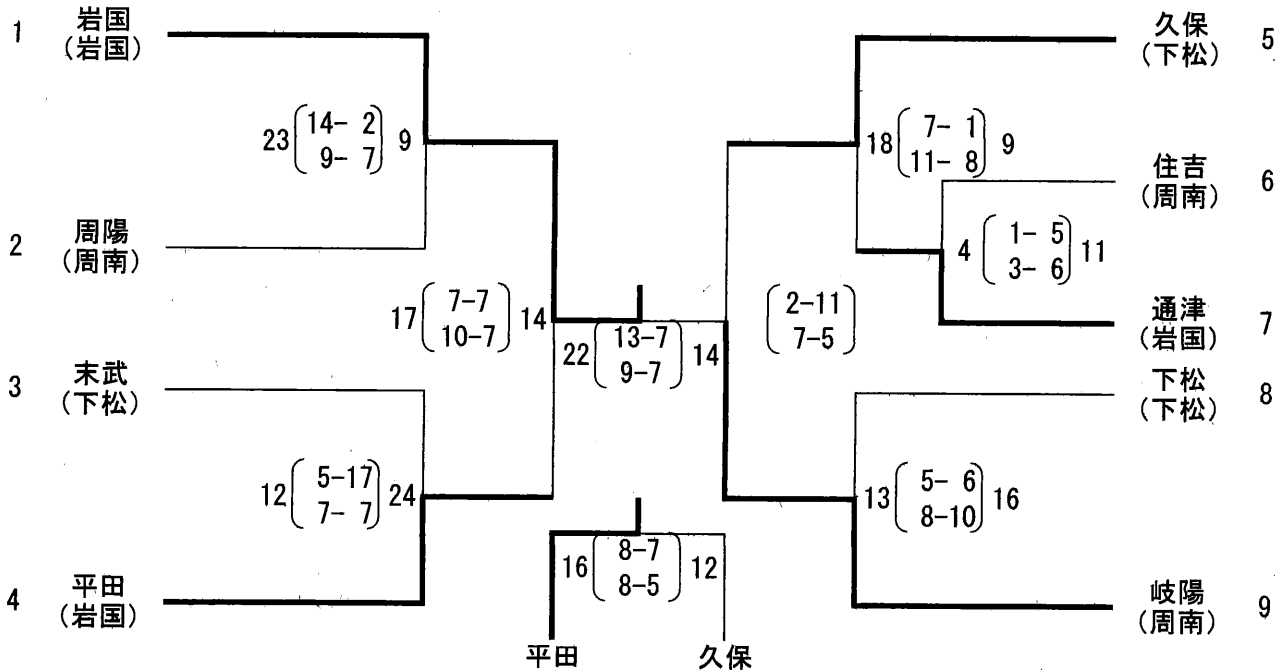 1 岩国
(岩国)
23 14- 2 9
9- 7
2 周陽
(周南)
17 7-7 14
10-7
3 末武
(下松)
12 5-17 24
7- 7
4 平田
(岩国)
22 13-7 14
9-7
16 8-7 12
8-5
平田 久保
久保 5
(下松)
18 7- 1 9
11- 8
住吉 6
(周南)
4 1- 5 11
3- 6
通津 7
(岩国)
2-11
7-5
下松 8
(下松)
13 5- 6 16
8-10
岐陽 9
(周南)